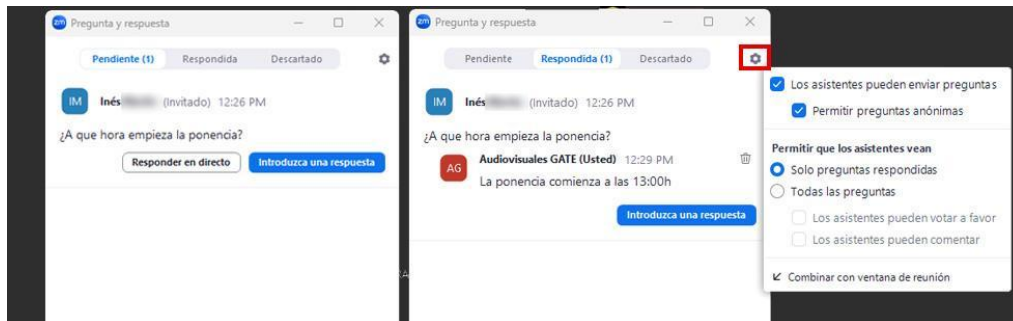 zm Pregunta y respuesta
Pendiente (1) Respondida Descartado
IM Inés (Invitado) 12:26 PM
¿A que hora empieza la ponencia?
Responder en directo Introduzca una respuesta
zm Pregunta y respuesta
Pendiente Respondida (1) Descartado
IM Inés (Invitado) 12:26 PM
¿A que hora empieza la ponencia?
AG Audiovisuales GATE (Usted) 12:29 PM
La ponencia comienza a las 13:00h
Introduzca una respuesta
Los asistentes pueden enviar preguntas
Permitir preguntas anónimas
Permitir que los asistentes vean
Solo preguntas respondidas
Todas las preguntas
Los asistentes pueden votar a favor
Los asistentes pueden comentar
Combinar con ventana de reunión